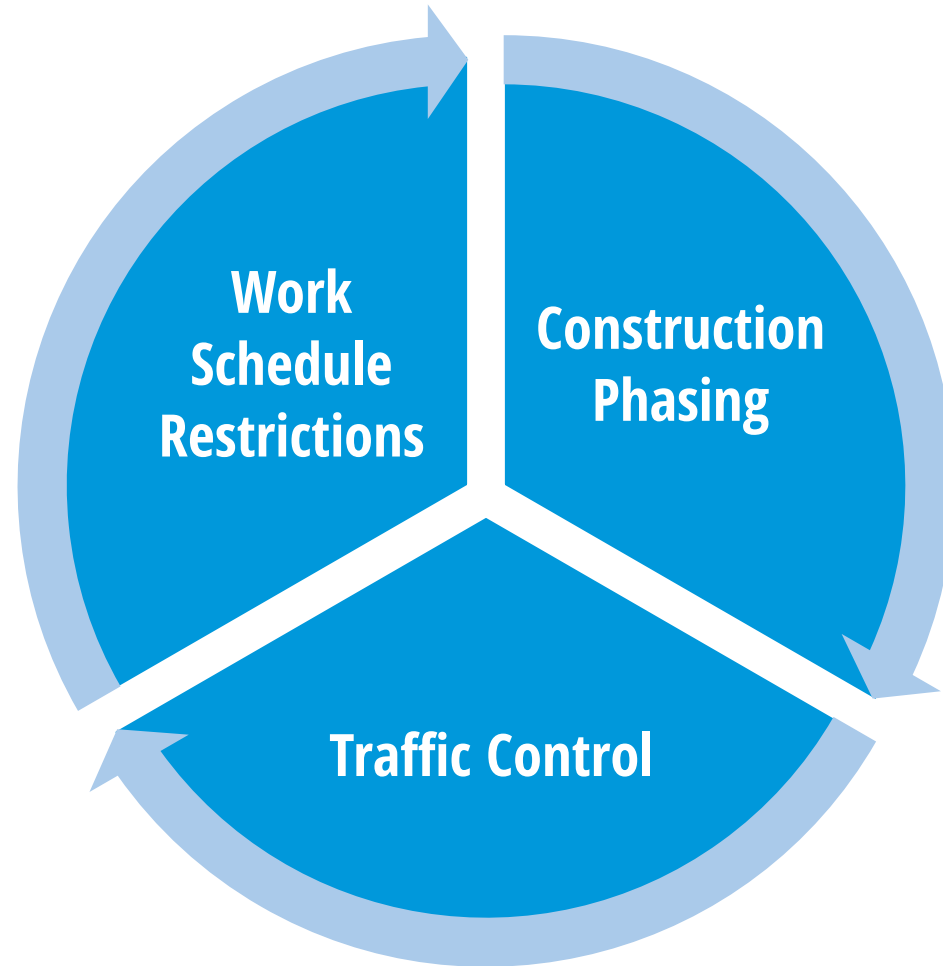 Work
Schedule
Restrictions
Construction
Phasing
Traffic Control